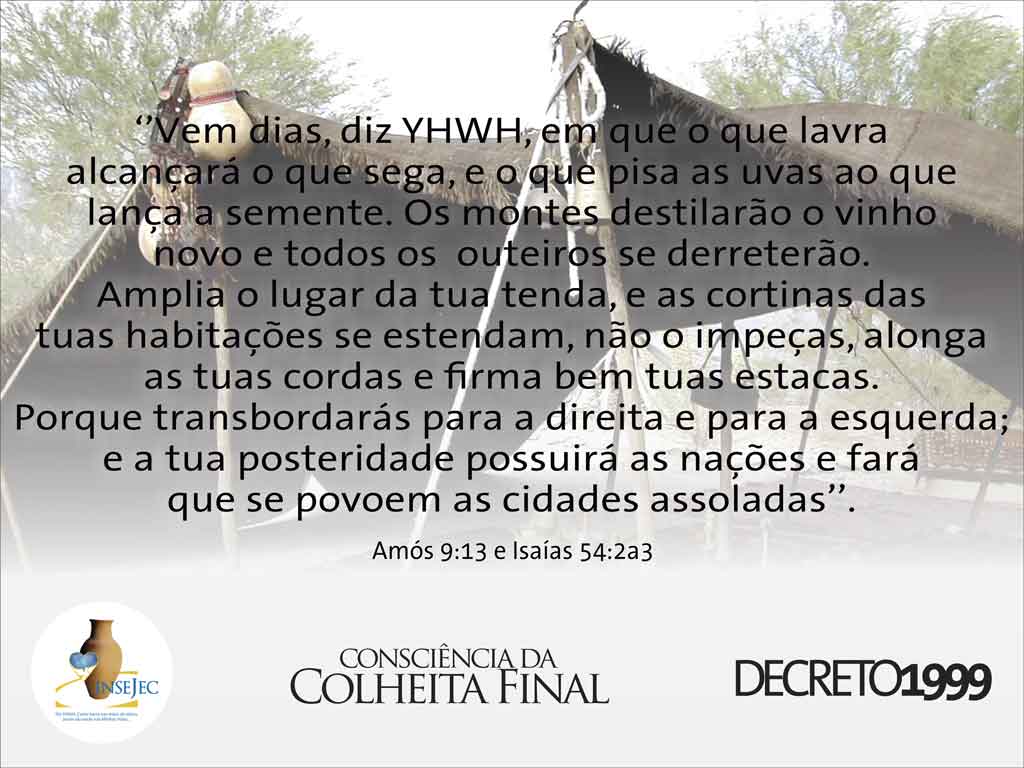 ‘’Vem dias, diz YHWH, em que o que lavra
alcançará o que sega, e o que pisa as uvas ao que
lança a semente. Os montes destilarão o vinho
novo e todos os outeiros se derreterão.
Amplia o lugar da tua tenda, e as cortinas das
tuas habitações se estendam, não o impeças, alonga
as tuas cordas e firma bem tuas estacas.
Porque transbordarás para a direita e para a esquerda;
e a tua posteridade possuirá as nações e fará
que se povoem as cidades assoladas’’.
Amós 9:13 e Isaías 54:2a3
INSEJEC
CONSCIÊNCIA DA
COLHEITA FINAL
DECRETO1999